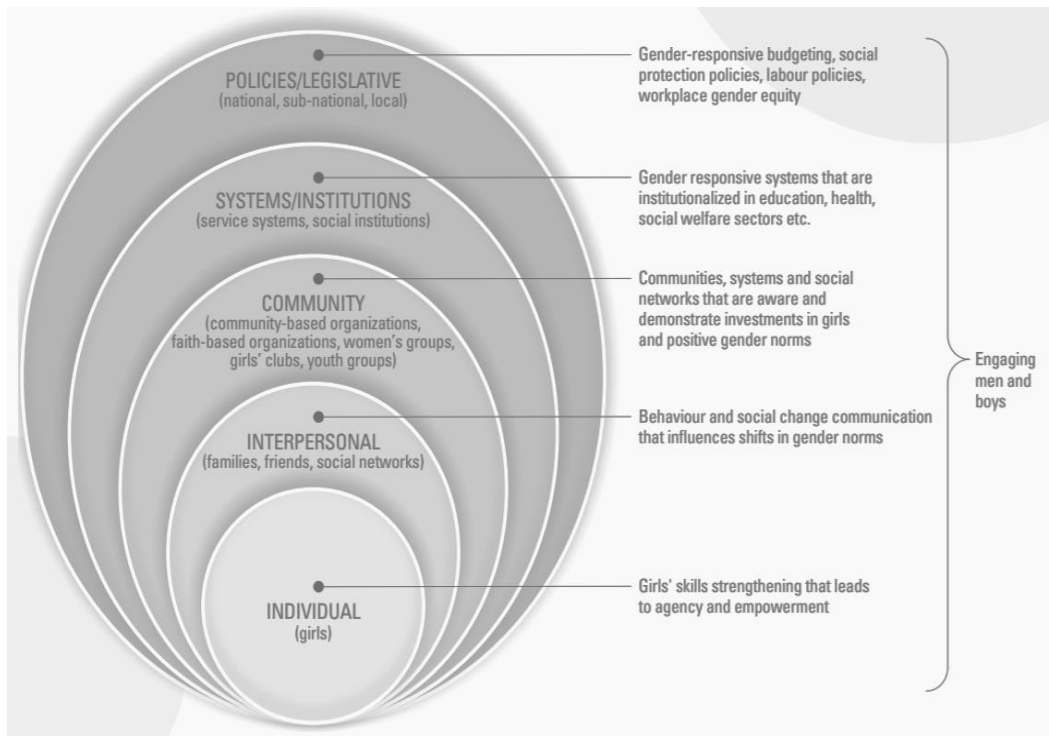 POLICIES/LEGISLATIVE
(national, sub-national, local)
Gender-responsive budgeting, social
protection policies, labour policies,
workplace gender equity
SYSTEMS/INSTITUTIONS
(service systems, social institutions)
Gender responsive systems that are
institutionalized in education, health,
social welfare sectors etc.
COMMUNITY
(community-based organizations,
faith-based organizations, women's groups,
girls' clubs, youth groups)
Communities, systems and social
networks that are aware and
demonstrate investments in girls
and positive gender norms
INTERPERSONAL
(families, friends, social networks)
Behaviour and social change communication
that influences shifts in gender norms
INDIVIDUAL
(girls)
Girls' skills strengthening that leads
to agency and empowerment
Engaging
men and
boys